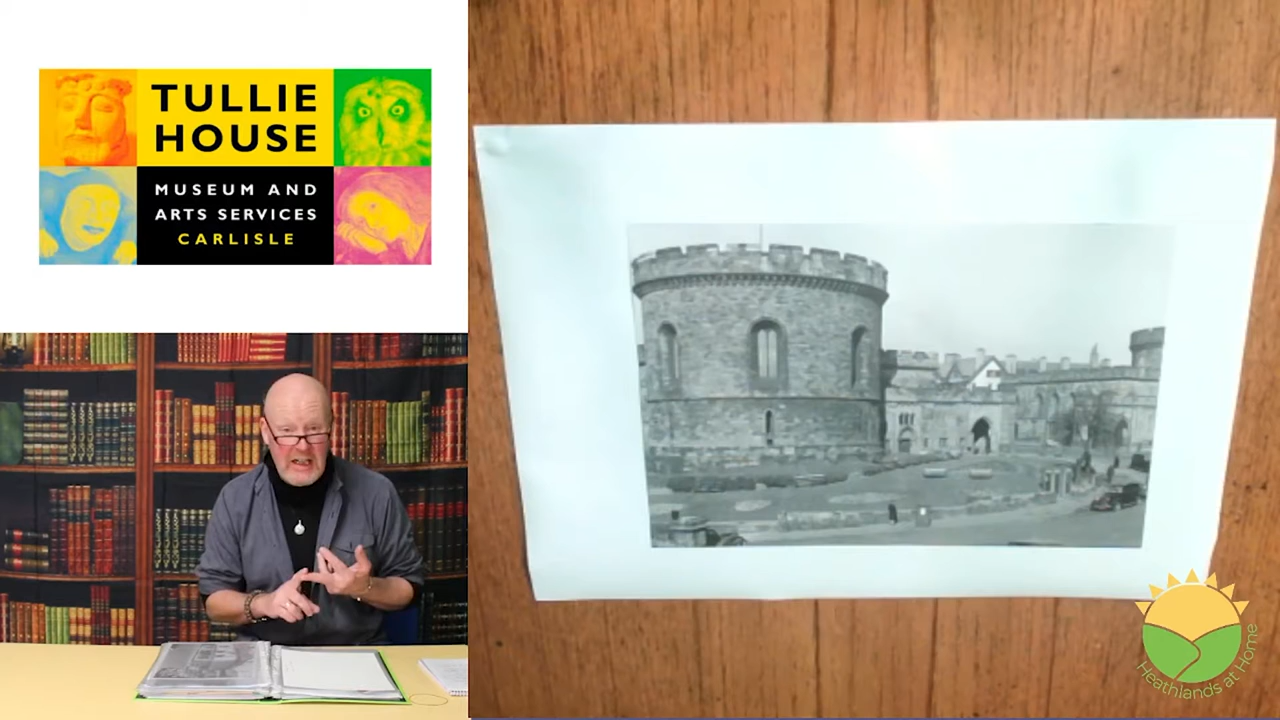 TULLIE
HOUSE
MUSEUM AND
ARTS SERVICES
CARLISLE
Heathlands at Home